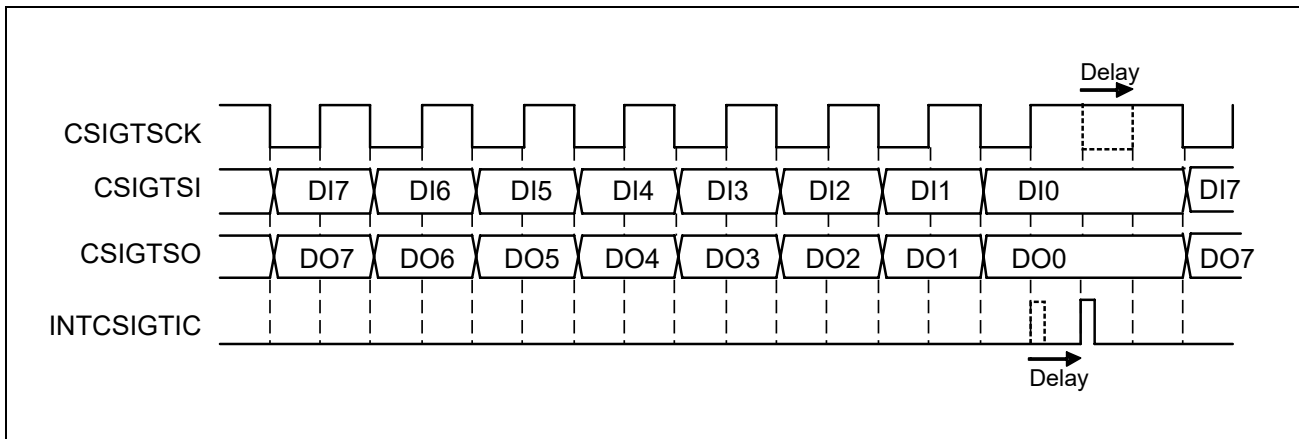 Delay
CSIGTSCK
CSIGTSI DI7 DI6 DI5 DI4 DI3 DI2 DI1 DI0 DI7
CSIGTSO DO7 DO6 DO5 DO4 DO3 DO2 DO1 DO0 DO7
INTCSIGTIC
Delay